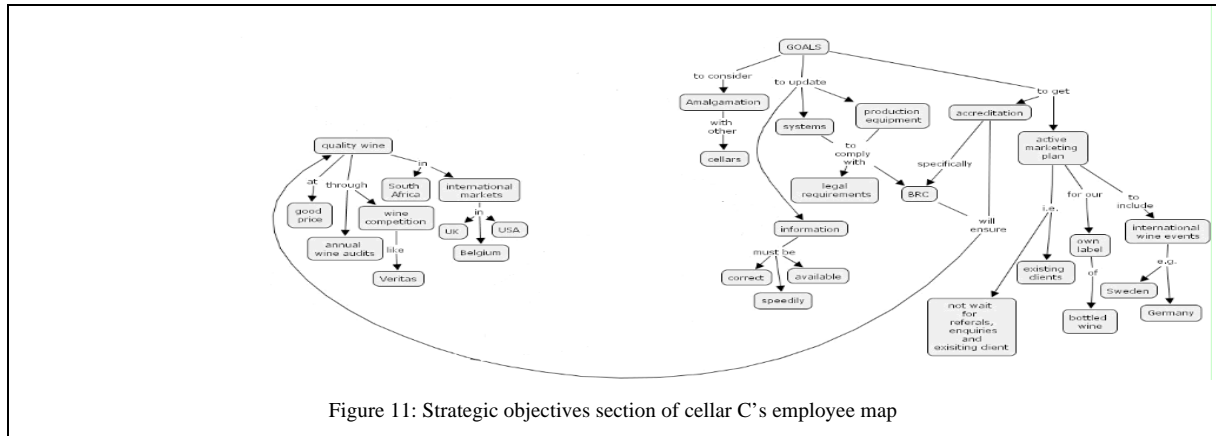 GOALS
to consider
to update
to get
Amalgamation
with
other
cellars
systems
production
equipment
to
comply
with
legal
requirements
BRC
accreditation
specifically
will
ensure
active
marketing
plan
i.e.
for our
to
include
existing
clients
not wait
for
referals,
enquiries
and
exisiting client
own
label
of
bottled
wine
international
wine events
e.g.
Sweden
Germany
information
must be
correct
available
speedily
quality wine
at
through
in
good
price
annual
wine audits
wine
competition
like
Veritas
South
Africa
international
markets
in
UK
USA
Belgium
Figure 11: Strategic objectives section of cellar C’s employee map